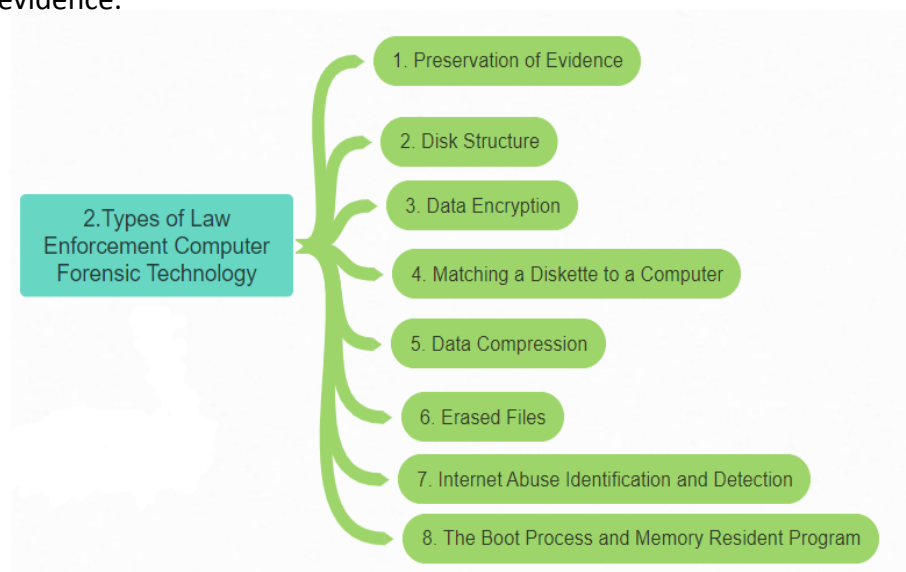 evidence.
1. Preservation of Evidence
2. Disk Structure
3. Data Encryption
2.Types of Law
Enforcement Computer
Forensic Technology
4. Matching a Diskette to a Computer
5. Data Compression
6. Erased Files
7. Internet Abuse Identification and Detection
8. The Boot Process and Memory Resident Program